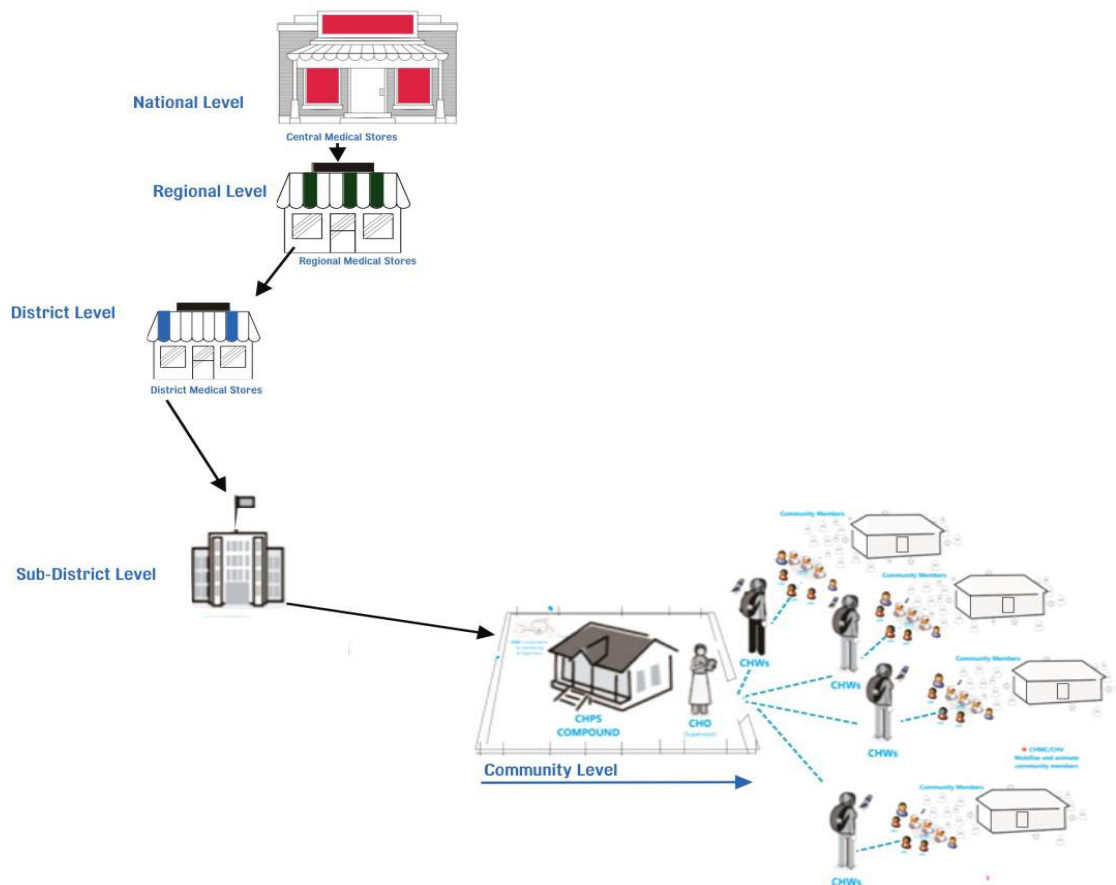 National Level
Central Medical Stores
Regional Level
Regional Medical Stores
District Level
District Medical Stores
Sub-District Level
Community Members
Community Members
CHWs
CHWs
Community Members
CHPS
COMPOUND
CHO
(Supervisor)
CHWs
Community Level
CHMC/CHV
Mobilize and animate
community members
Community Members
CHWs